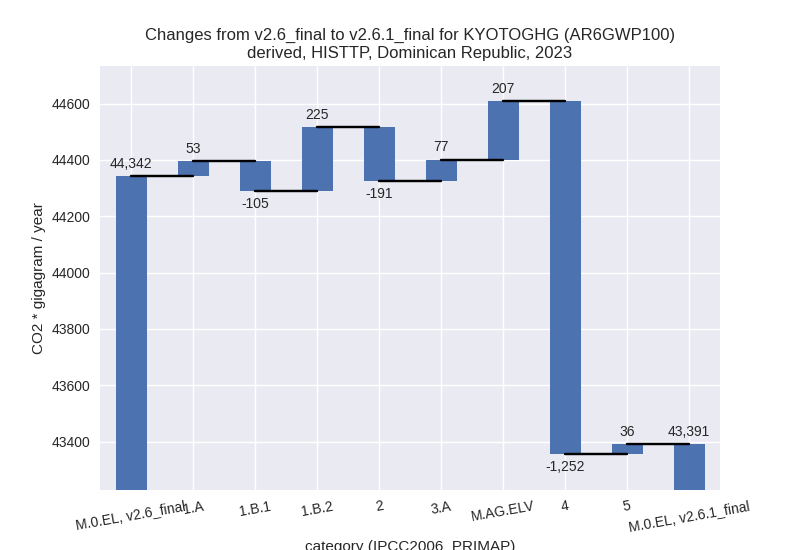 Changes from v2.6_final to v2.6.1_final for KYOTOGHG (AR6GWP100)
derived, HISTTP, Dominican Republic, 2023
CO2 * gigagram / year
44600
44400
44200
44000
43800
43600
43400
44,342
53
-105
225
-191
77
207
-1,252
36
43,391
M.0.EL, v2.6_final
1.A
1.B.1
1.B.2
2
3.A
M.AG.ELV
4
5
M.0.EL, v2.6.1_final
category (IPCC2006_PRIMAP)